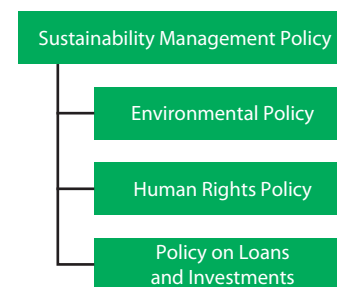 Sustainability Management Policy
Environmental Policy
Human Rights Policy
Policy on Loans
and Investments